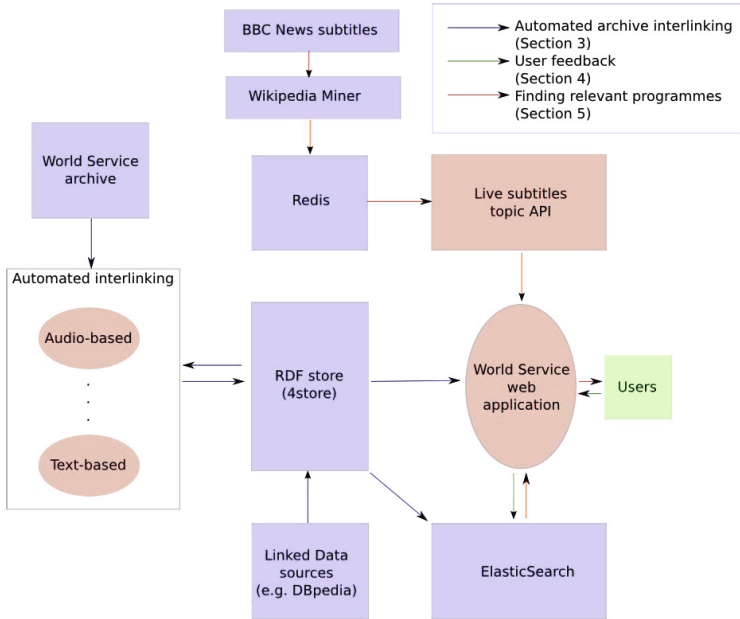 BBC News subtitles
Automated archive interlinking
(Section 3)
User feedback
(Section 4)
Finding relevant programmes
(Section 5)
Wikipedia Miner
World Service
archive
Redis
Live subtitles
topic API
Automated interlinking
Audio-based
.
.
.
Text-based
RDF store
(4store)
World Service
web
application
Users
Linked Data
sources
(e.g. DBpedia)
ElasticSearch